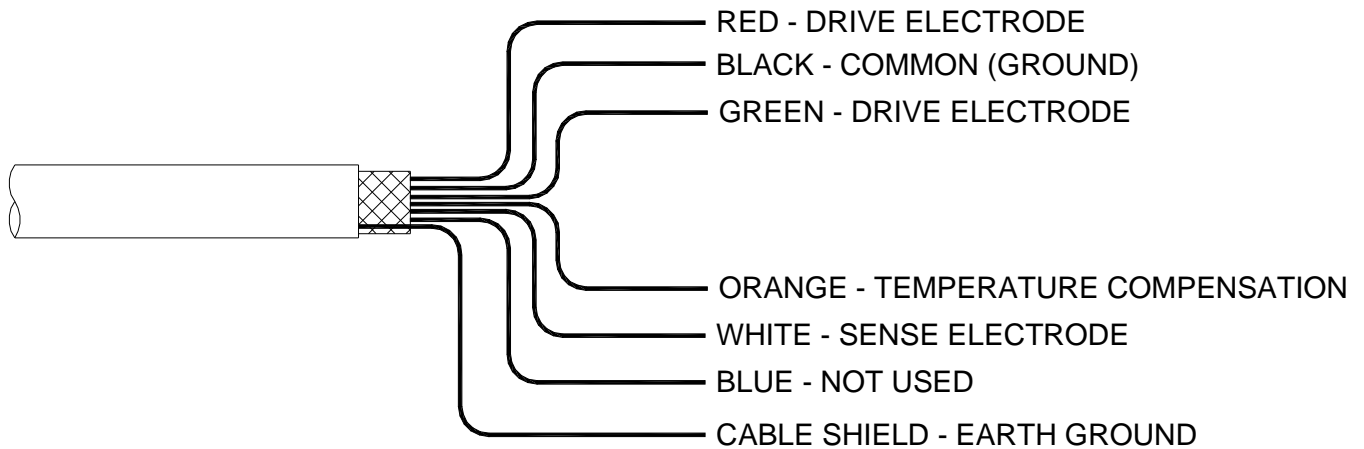 RED - DRIVE ELECTRODE
BLACK - COMMON (GROUND)
GREEN - DRIVE ELECTRODE
ORANGE - TEMPERATURE COMPENSATION
WHITE - SENSE ELECTRODE
BLUE - NOT USED
CABLE SHIELD - EARTH GROUND